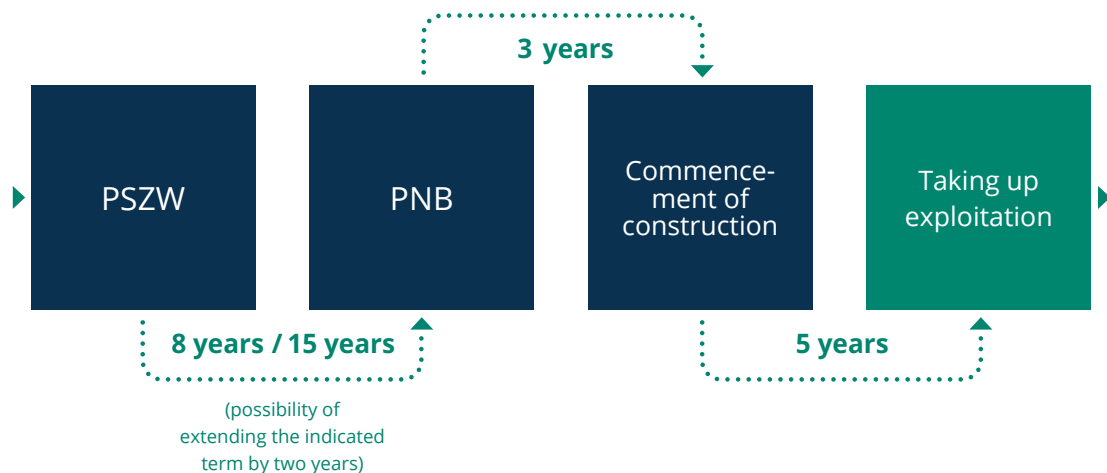 3 years
PSZW
PNB
Commence-
ment of
construction
Taking up
exploitation
8 years / 15 years
5 years
(possibility of
extending the indicated
term by two years)